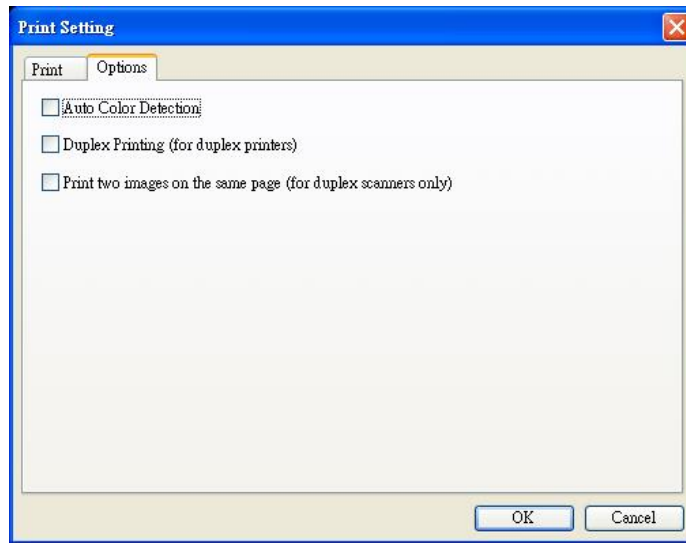 Print Setting
Print Options
Auto Color Detection
Duplex Printing (for duplex printers)
Print two images on the same page (for duplex scanners only)
OK Cancel